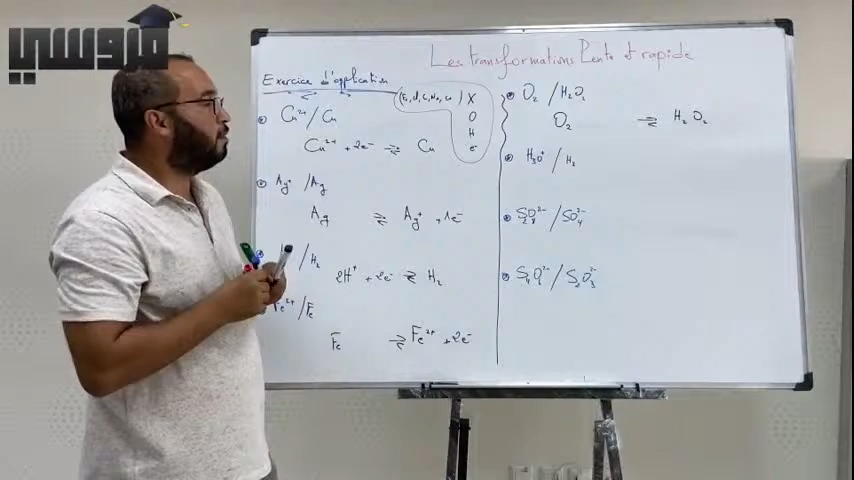 مدروستي
Les transformations Lente et rapide
Exercice d'application
X
O
H
e⁻
Cu²⁺/Cu
Cu²⁺ + 2e⁻ ⇌ Cu
Ag⁺/Ag
Ag ⇌ Ag⁺ + 1e⁻
/H₂
2H⁺ + 2e⁻ ⇌ H₂
Fe²⁺/Fe
Fe ⇌ Fe²⁺ + 2e⁻
O₂/H₂O₂
O₂ ⇌ H₂O₂
H₃O⁺/H₂
S₂O₈²⁻/SO₄²⁻
S₄O₆²⁻/S₂O₃²⁻